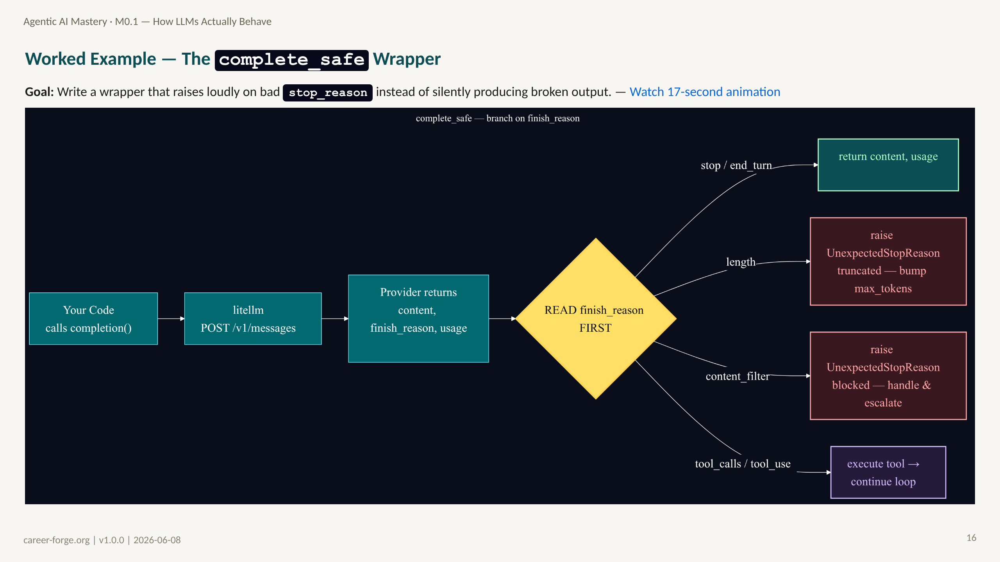 Agentic AI Mastery · M0.1 — How LLMs Actually Behave
Worked Example — The complete_safe Wrapper
Goal: Write a wrapper that raises loudly on bad stop_reason instead of silently producing broken output. — Watch 17-second animation
complete_safe — branch on finish_reason
Your Code
calls completion()
litellm
POST /v1/messages
Provider returns
content,
finish_reason, usage
READ finish_reason
FIRST
stop / end_turn
return content, usage
length
raise
UnexpectedStopReason
truncated — bump
max_tokens
content_filter
raise
UnexpectedStopReason
blocked — handle &
escalate
tool_calls / tool_use
execute tool →
continue loop
career-forge.org | v1.0.0 | 2026-06-08
16